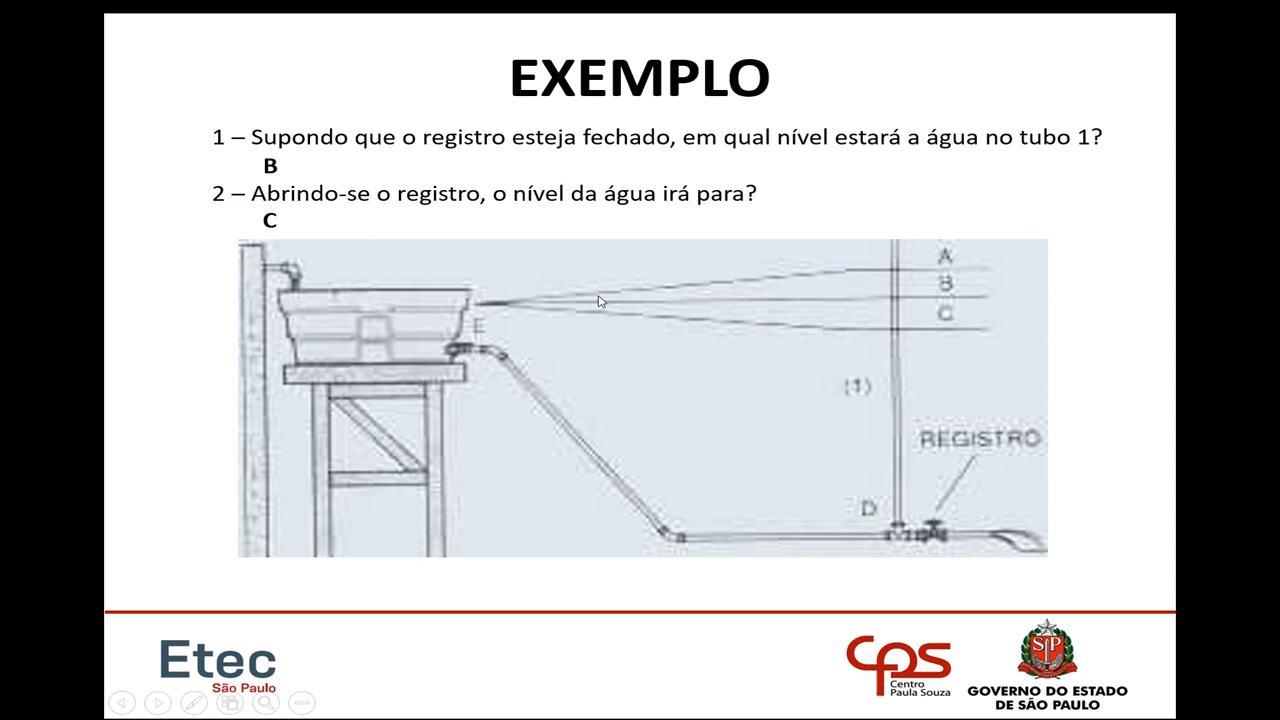 EXEMPLO
1 – Supondo que o registro esteja fechado, em qual nível estará a água no tubo 1?
B
2 – Abrindo-se o registro, o nível da água irá para?
C
A
B
C
E
(1)
REGISTRO
D
Etec
São Paulo
CPS
Centro
Paula Souza
SP
GOVERNO DO ESTADO
DE SÃO PAULO